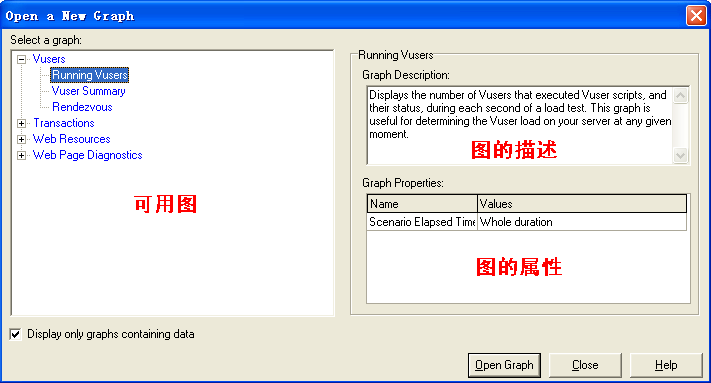 Open a New Graph
Select a graph:
Vusers
Running Vusers
Vuser Summary
Rendezvous
Transactions
Web Resources
Web Page Diagnostics
可用图
Display only graphs containing data
Running Vusers
Graph Description:
Displays the number of Vusers that executed Vuser scripts, and
their status, during each second of a load test. This graph is
useful for determining the Vuser load on your server at any given
moment.
图的描述
Graph Properties:
Name Values
Scenario Elapsed Time Whole duration
图的属性
Open Graph Close Help